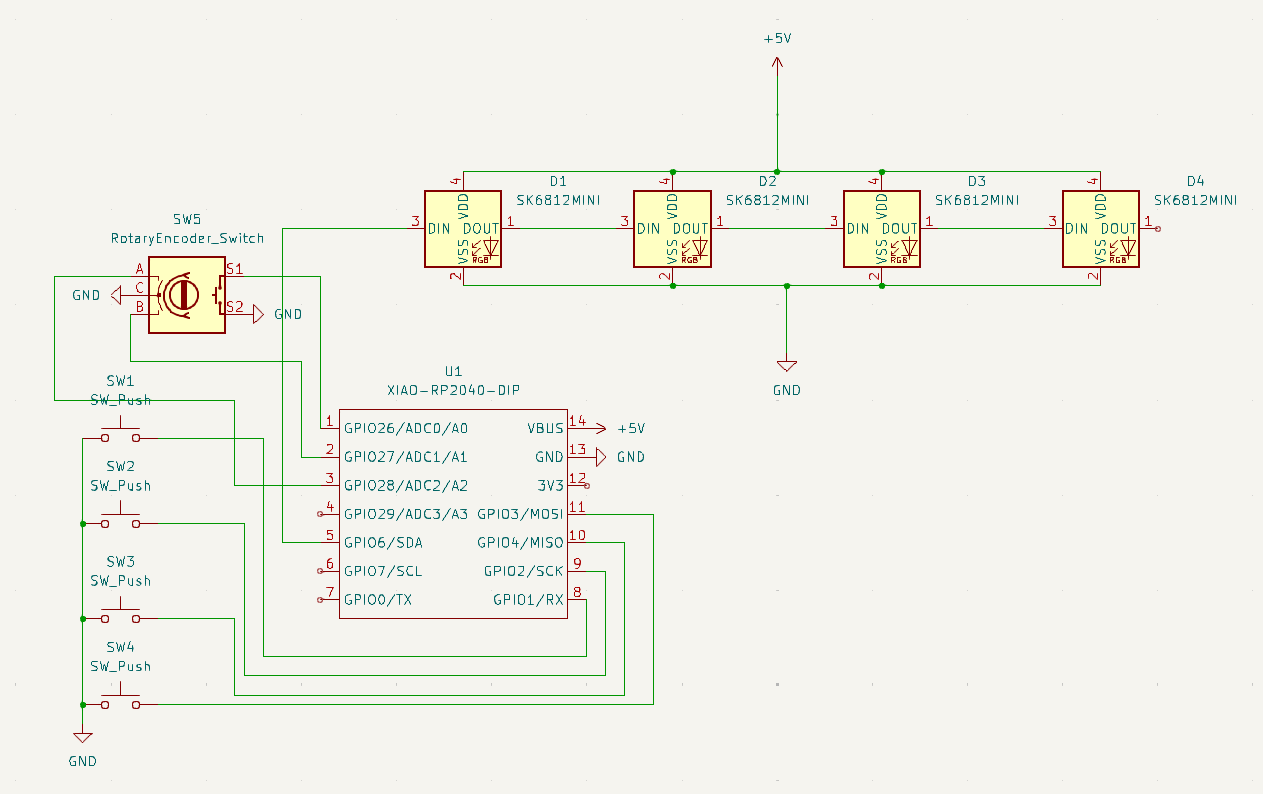 +5V
D1
SK6812MINI
D2
SK6812MINI
D3
SK6812MINI
D4
SK6812MINI
4
VDD
3
DIN
DOUT
1
VSS
RGB
2
4
VDD
3
DIN
DOUT
1
VSS
RGB
2
4
VDD
3
DIN
DOUT
1
VSS
RGB
2
4
VDD
3
DIN
DOUT
1
VSS
RGB
2
GND
SW5
RotaryEncoder_Switch
A
S1
GND
C
B
S2
GND
SW1
SW_Push
SW2
SW_Push
SW3
SW_Push
SW4
SW_Push
GND
U1
XIAO-RP2040-DIP
1 GPIO26/ADC0/A0 VBUS 14 +5V
2 GPIO27/ADC1/A1 GND 13 GND
3 GPIO28/ADC2/A2 3V3 12
4 GPIO29/ADC3/A3 GPIO3/MOSI 11
5 GPIO6/SDA GPIO4/MISO 10
6 GPIO7/SCL GPIO2/SCK 9
7 GPIO0/TX GPIO1/RX 8